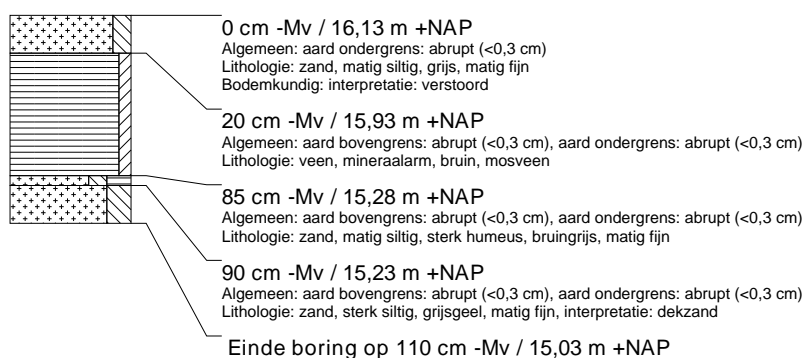 0 cm -Mv / 16,13 m +NAP
Algemeen: aard ondergrens: abrupt (<0,3 cm)
Lithologie: zand, matig siltig, grijs, matig fijn
Bodemkundig: interpretatie: verstoord
20 cm -Mv / 15,93 m +NAP
Algemeen: aard bovengrens: abrupt (<0,3 cm), aard ondergrens: abrupt (<0,3 cm)
Lithologie: veen, mineraalarm, bruin, mosveen
85 cm -Mv / 15,28 m +NAP
Algemeen: aard bovengrens: abrupt (<0,3 cm), aard ondergrens: abrupt (<0,3 cm)
Lithologie: zand, matig siltig, sterk humeus, bruingrijs, matig fijn
90 cm -Mv / 15,23 m +NAP
Algemeen: aard bovengrens: abrupt (<0,3 cm), aard ondergrens: abrupt (<0,3 cm)
Lithologie: zand, sterk siltig, grijsgeel, matig fijn, interpretatie: dekzand
Einde boring op 110 cm -Mv / 15,03 m +NAP